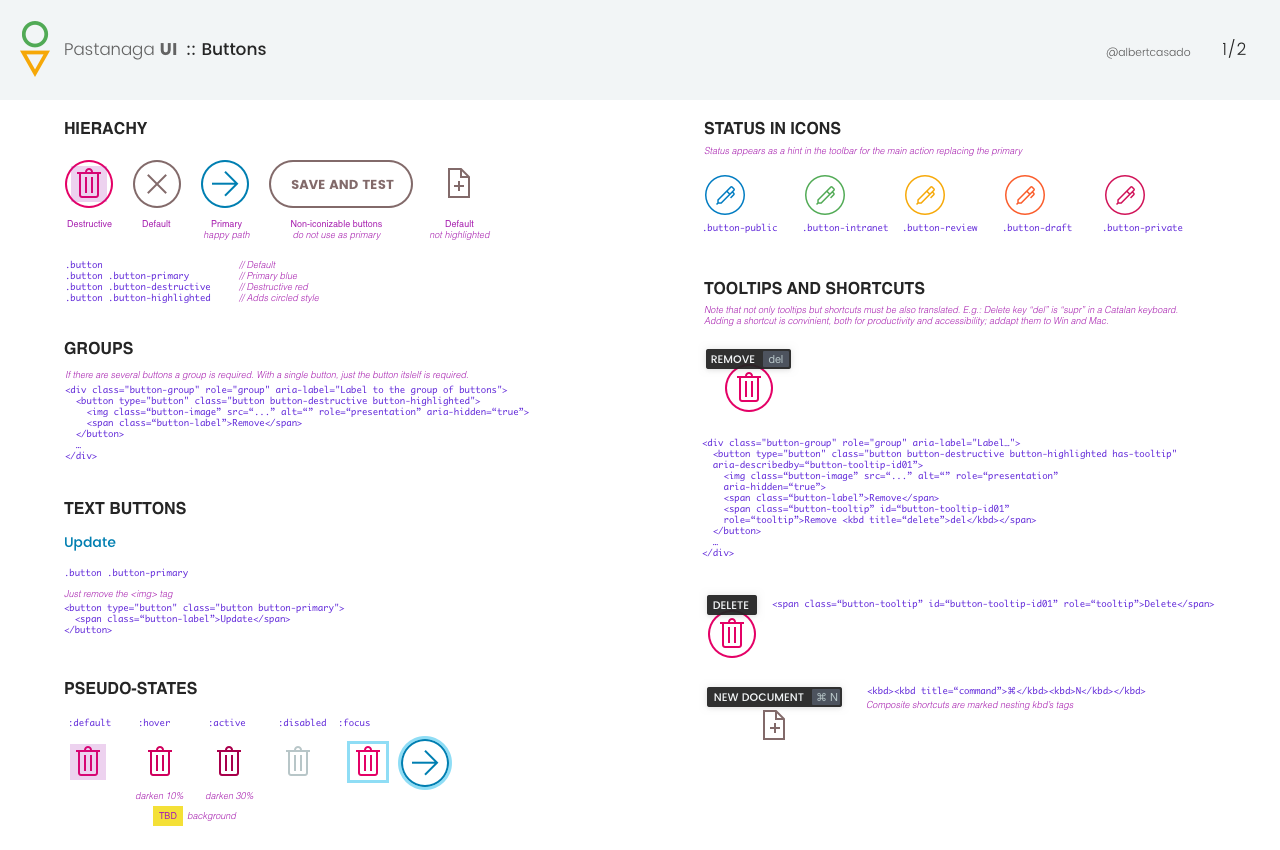 Pastanaga UI :: Buttons
@albertcasado 1/2
HIERACHY
SAVE AND TEST
Destructive
Default
Primary
happy path
Non-iconizable buttons
do not use as primary
Default
not highlighted
.button // Default
.button .button-primary // Primary blue
.button .button-destructive // Destructive red
.button .button-highlighted // Adds circled style
GROUPS
If there are several buttons a group is required. With a single button, just the button itslelf is required.
<div class="button-group" role="group" aria-label="Label to the group of buttons">
<button type="button" class="button button-destructive button-highlighted">
<img class=“button-image” src=“...” alt=“” role=“presentation” aria-hidden=“true”>
<span class=“button-label”>Remove</span>
</button>
…
</div>
TEXT BUTTONS
Update
.button .button-primary
Just remove the <img> tag
<button type="button" class="button button-primary">
<span class=“button-label”>Update</span>
</button>
PSEUDO-STATES
:default :hover :active :disabled :focus
darken 10% darken 30%
TBD background
STATUS IN ICONS
Status appears as a hint in the toolbar for the main action replacing the primary
.button-public .button-intranet .button-review .button-draft .button-private
TOOLTIPS AND SHORTCUTS
Note that not only tooltips but shortcuts must be also translated. E.g.: Delete key “del” is “supr” in a Catalan keyboard.
Adding a shortcut is convinient, both for productivity and accessibility; addapt them to Win and Mac.
REMOVE del
<div class="button-group" role="group" aria-label="Label…">
<button type="button" class="button button-destructive button-highlighted has-tooltip"
aria-describedby=“button-tooltip-id01”>
<img class=“button-image” src=“...” alt=“” role=“presentation”
aria-hidden=“true”>
<span class=“button-label”>Remove</span>
<span class=“button-tooltip” id=“button-tooltip-id01”
role=“tooltip”>Remove <kbd title=“delete”>del</kbd></span>
</button>
…
</div>
DELETE
<span class=“button-tooltip” id=“button-tooltip-id01” role=“tooltip”>Delete</span>
NEW DOCUMENT ⌘ N
<kbd><kbd title=“command”>⌘</kbd><kbd>N</kbd></kbd>
Composite shortcuts are marked nesting kbd's tags